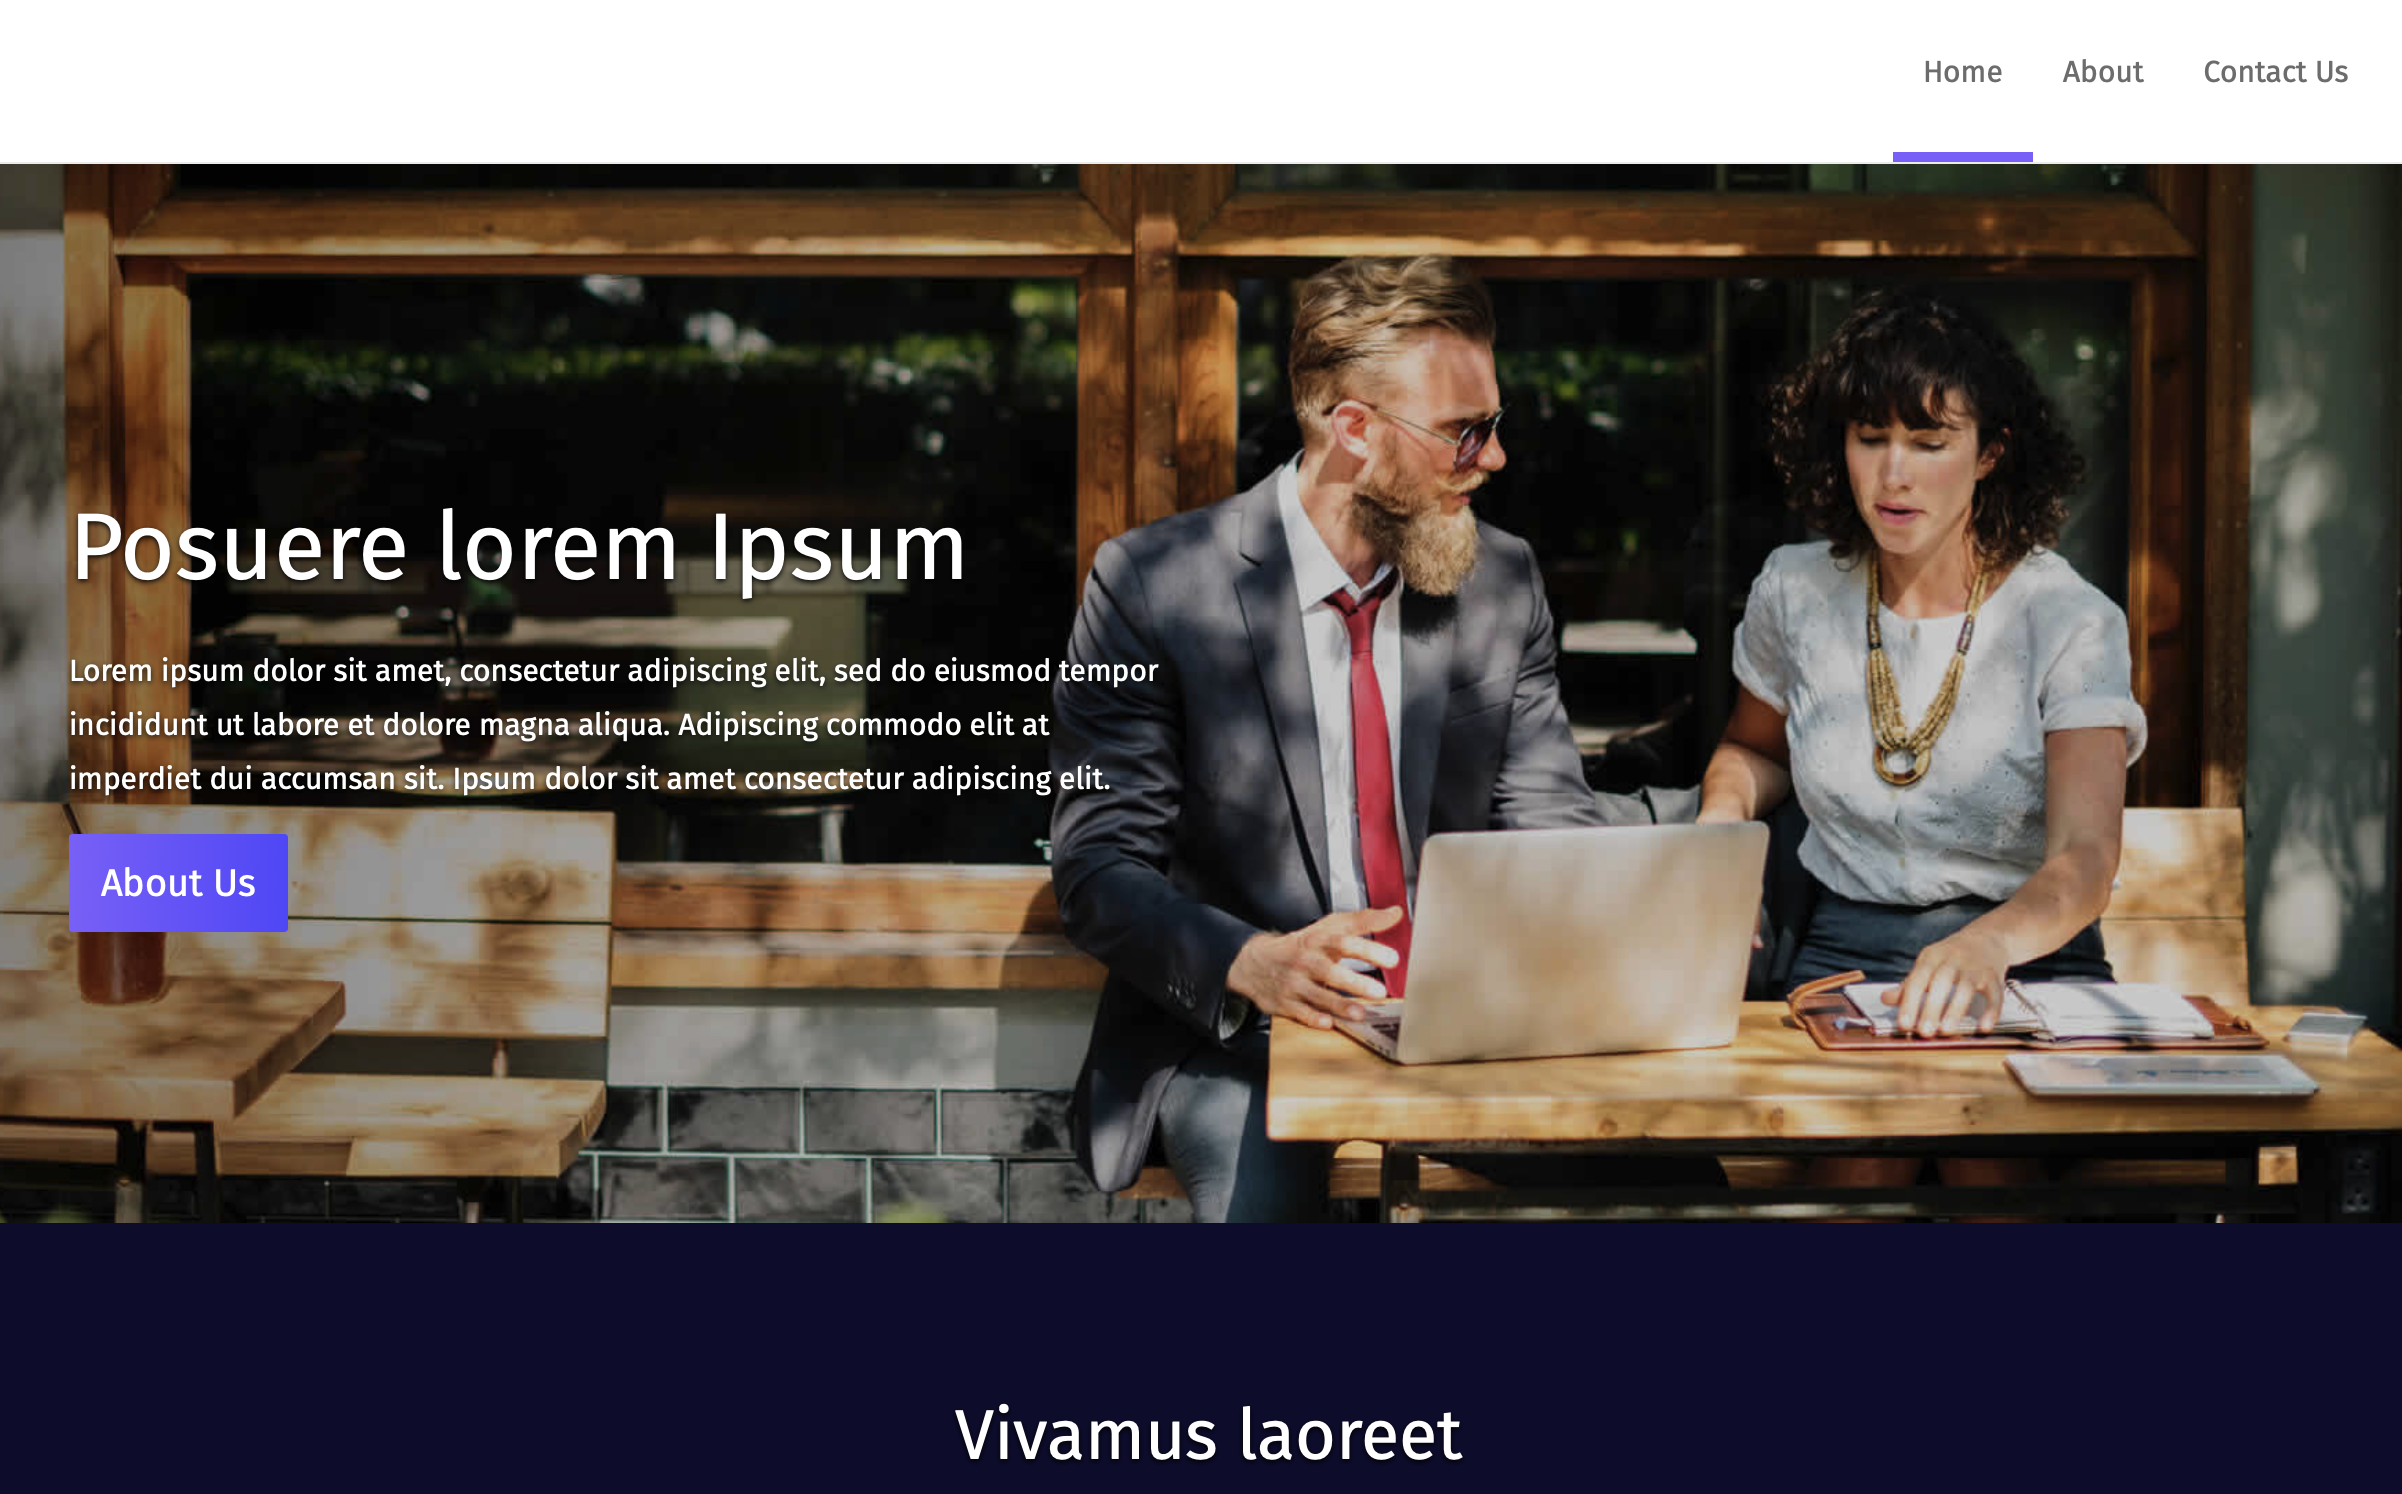 Home About Contact Us
Posuere lorem Ipsum
Lorem ipsum dolor sit amet, consectetur adipiscing elit, sed do eiusmod tempor
incididunt ut labore et dolore magna aliqua. Adipiscing commodo elit at
imperdiet dui accumsan sit. Ipsum dolor sit amet consectetur adipiscing elit.
About Us
Vivamus laoreet